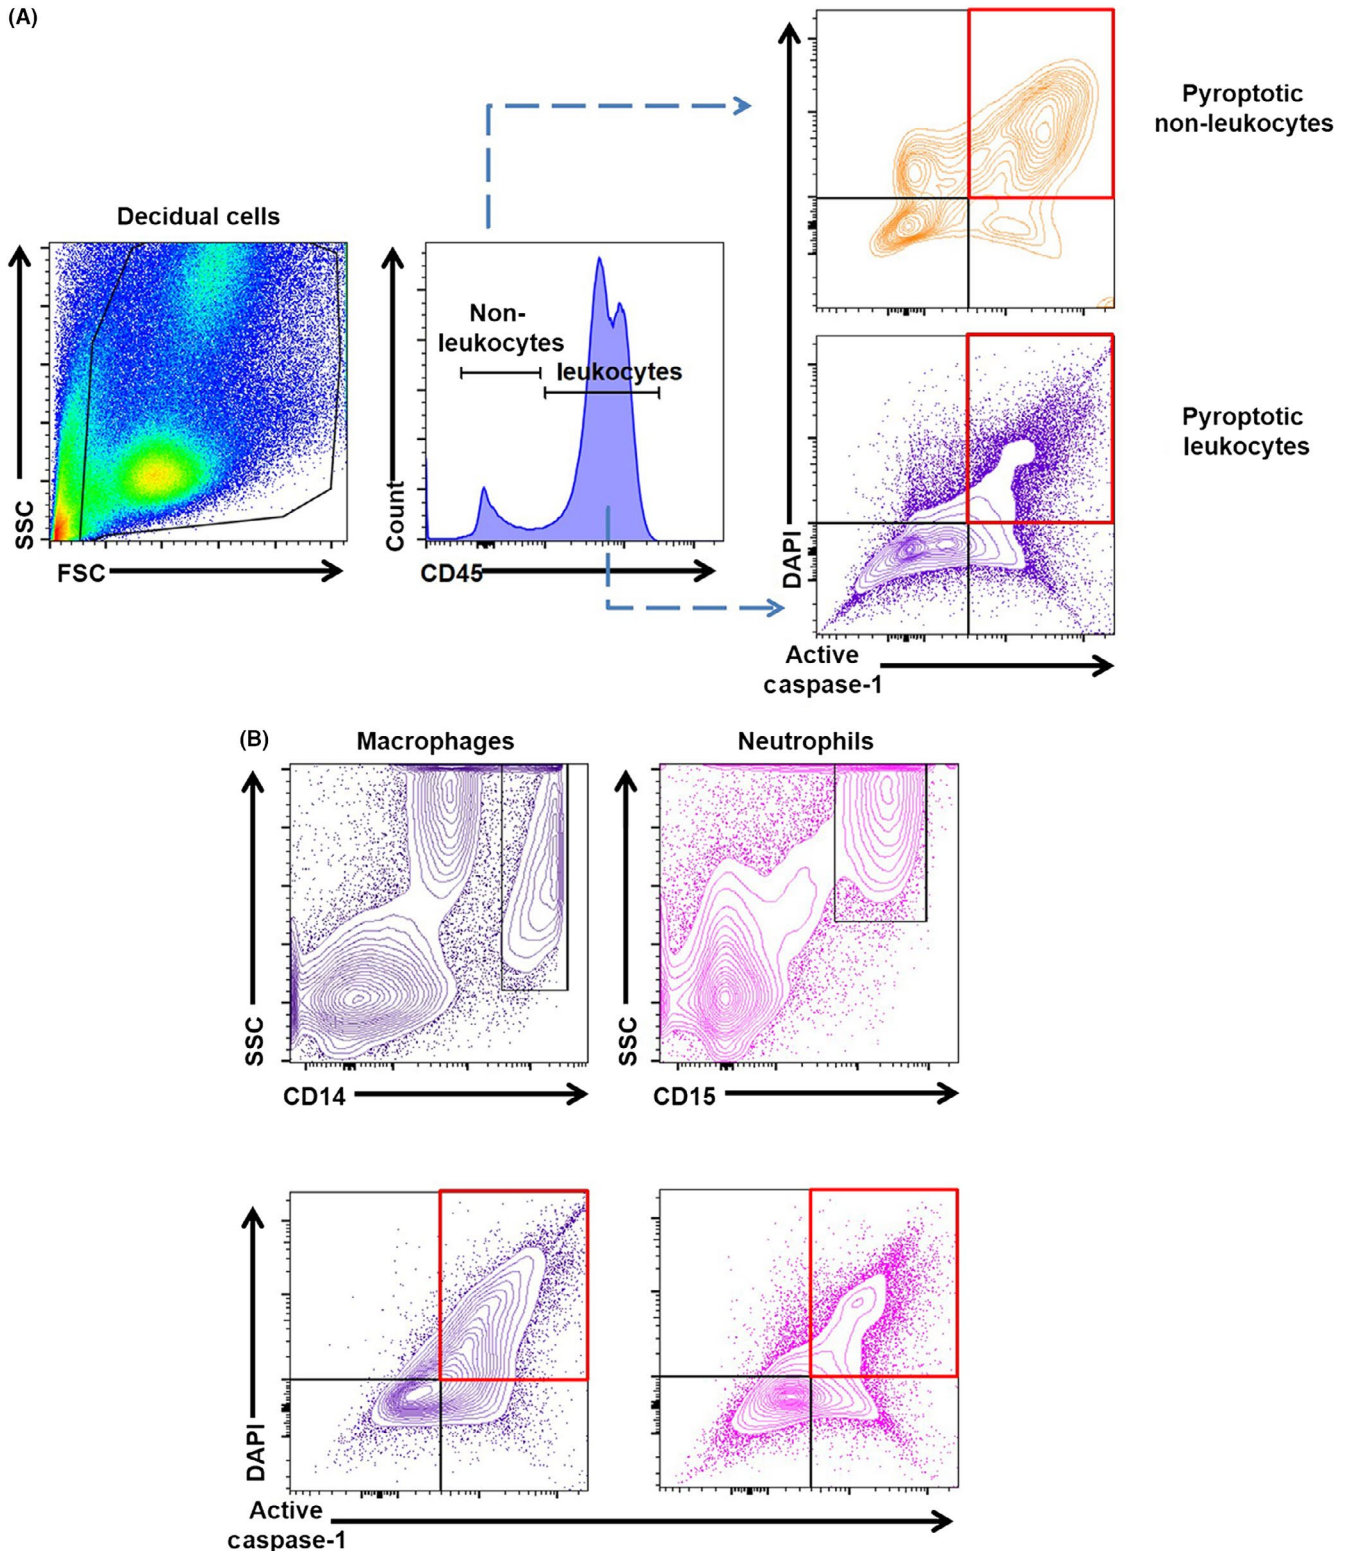 (A)
Pyroptotic
non-leukocytes
Decidual cells
Non-
leukocytes
leukocytes
Pyroptotic
leukocytes
SSC
Count
DAPI
FSC
CD45
Active
caspase-1
(B)
Macrophages
Neutrophils
SSC
SSC
CD14
CD15
DAPI
Active
caspase-1